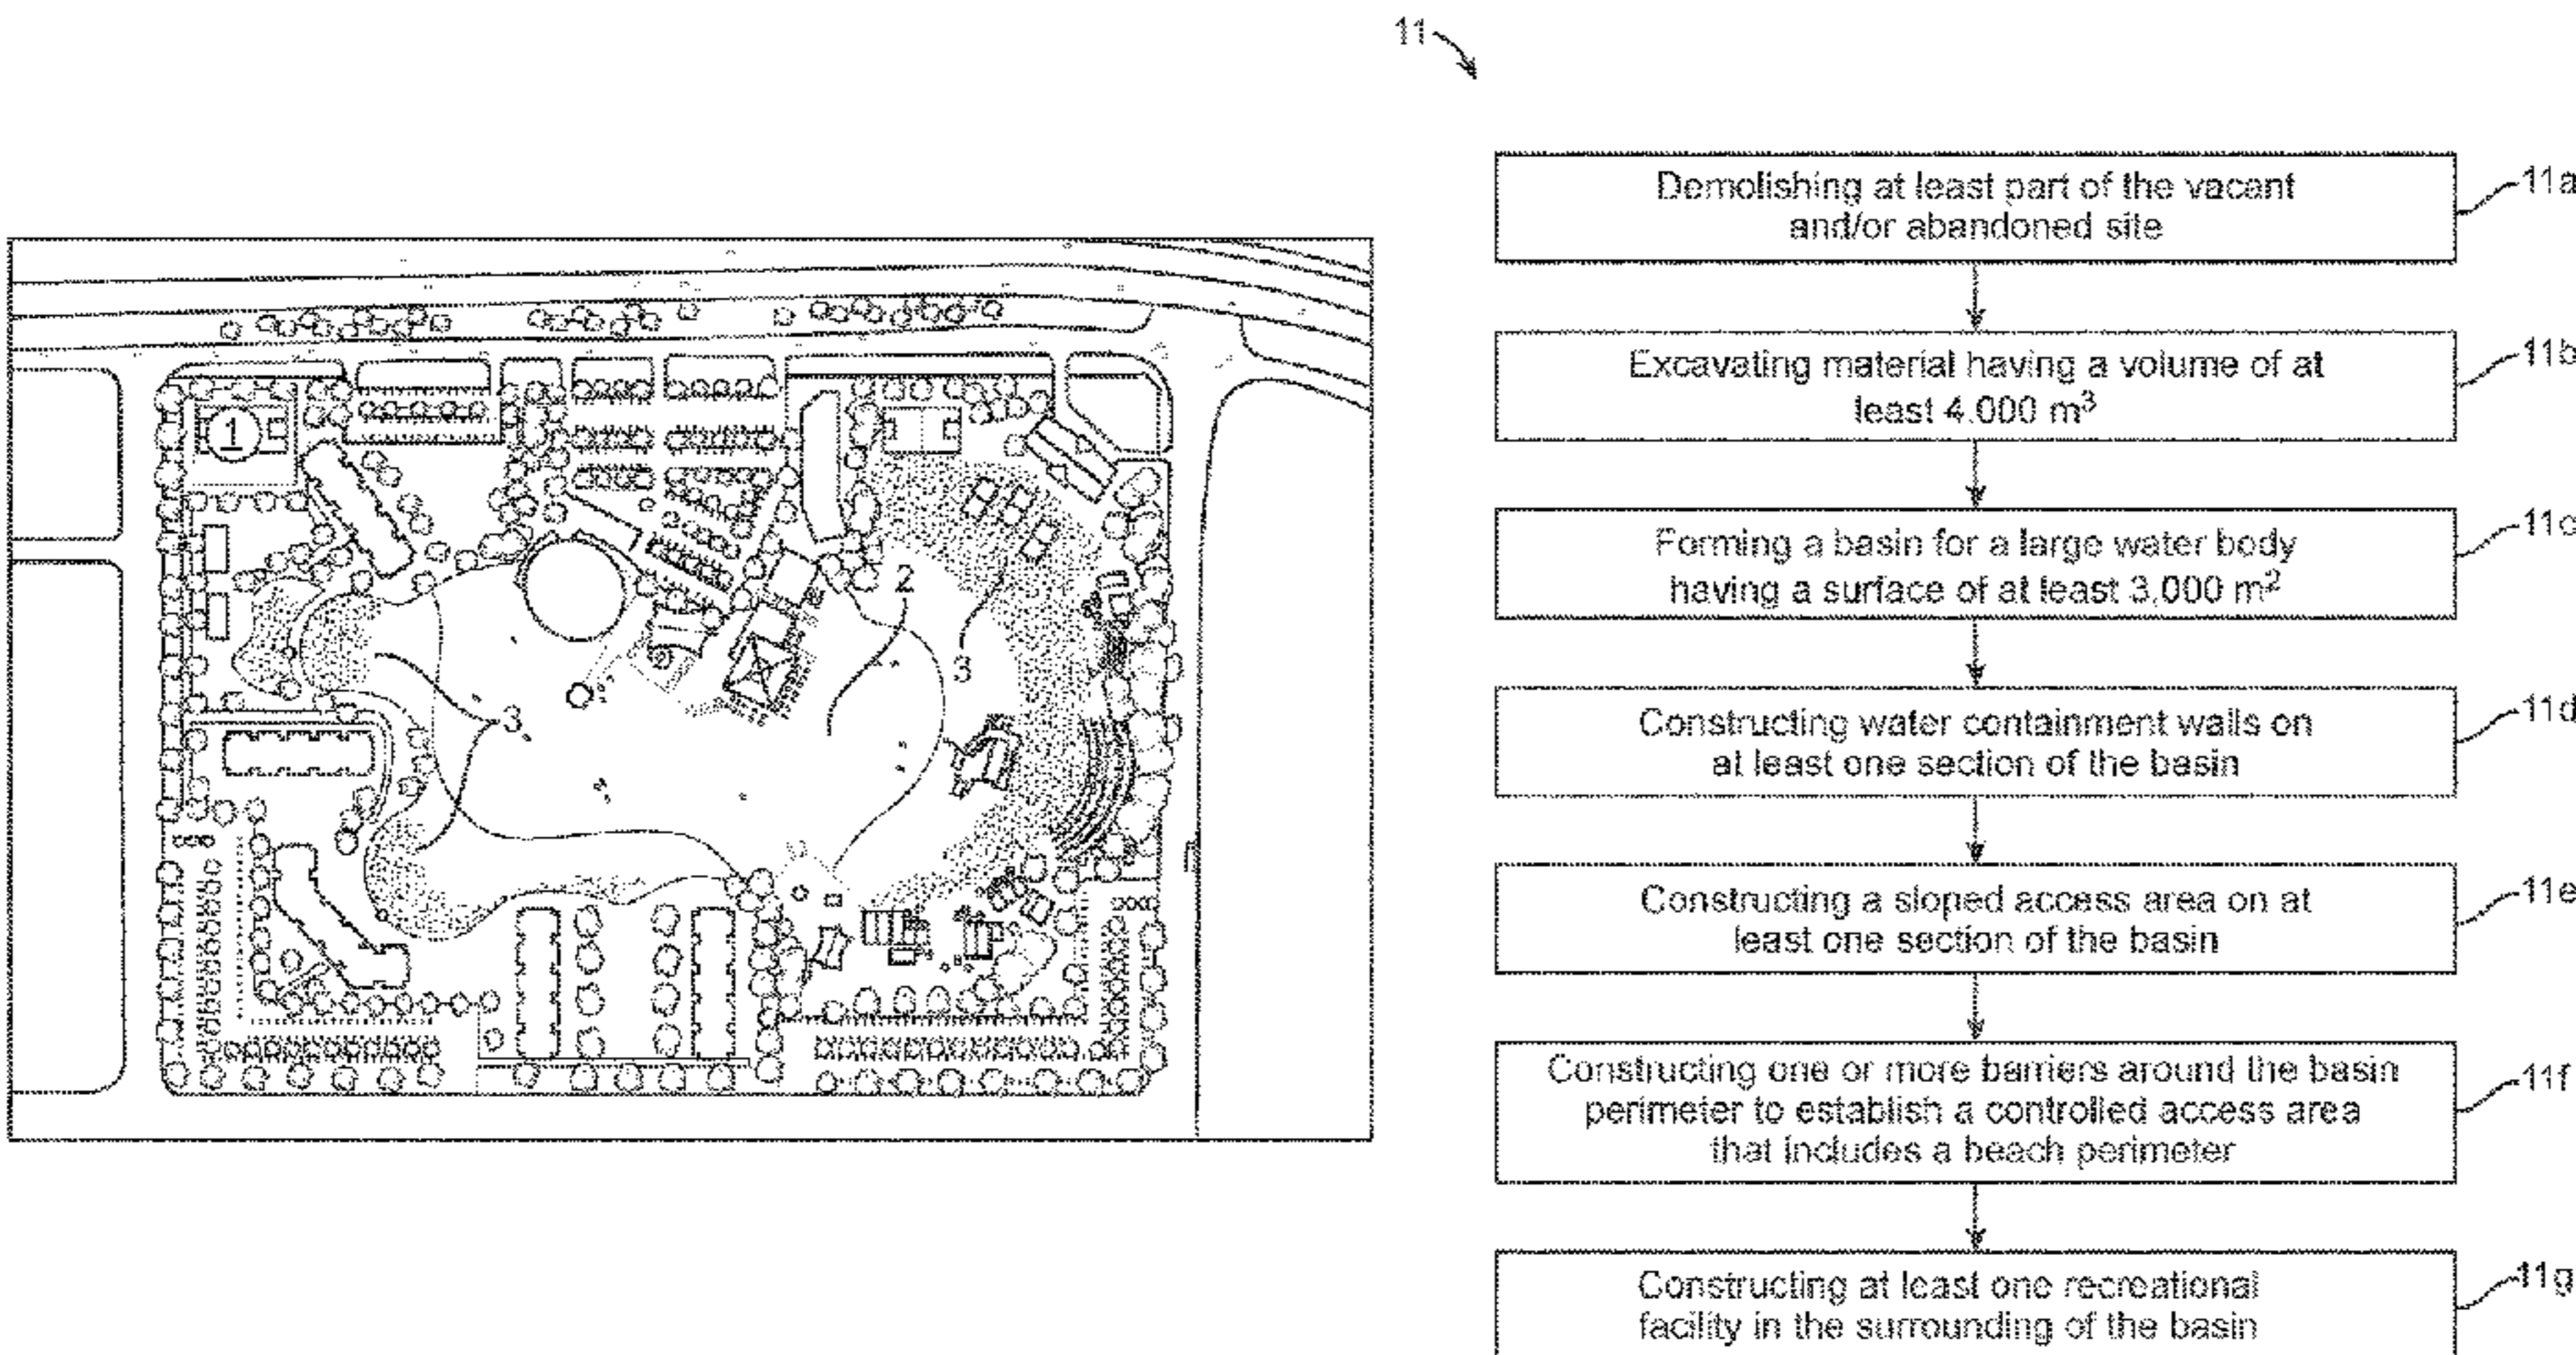 11
1
2
3
3
Demolishing at least part of the vacant
and/or abandoned site
11a
Excavating material having a volume of at
least 4.000 m³
11b
Forming a basin for a large water body
having a surface of at least 3.000 m²
11c
Constructing water containment walls on
at least one section of the basin
11d
Constructing a sloped access area on at
least one section of the basin
11e
Constructing one or more barriers around the basin
perimeter to establish a controlled access area
that includes a beach perimeter
11f
Constructing at least one recreational
facility in the surrounding of the basin
11g